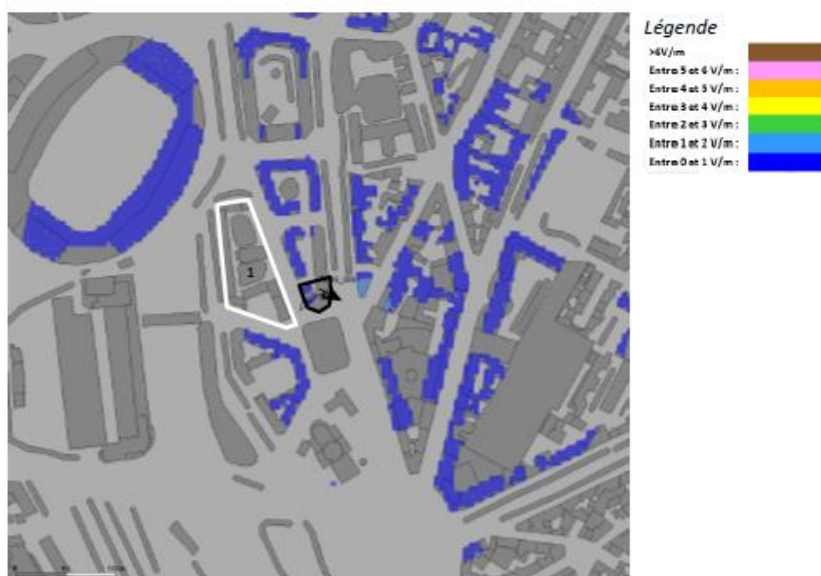 Légende
>6V/m
Entre 5 et 6 V/m :
Entre 4 et 5 V/m :
Entre 3 et 4 V/m :
Entre 2 et 3 V/m :
Entre 1 et 2 V/m :
Entre 0 et 1 V/m :
1